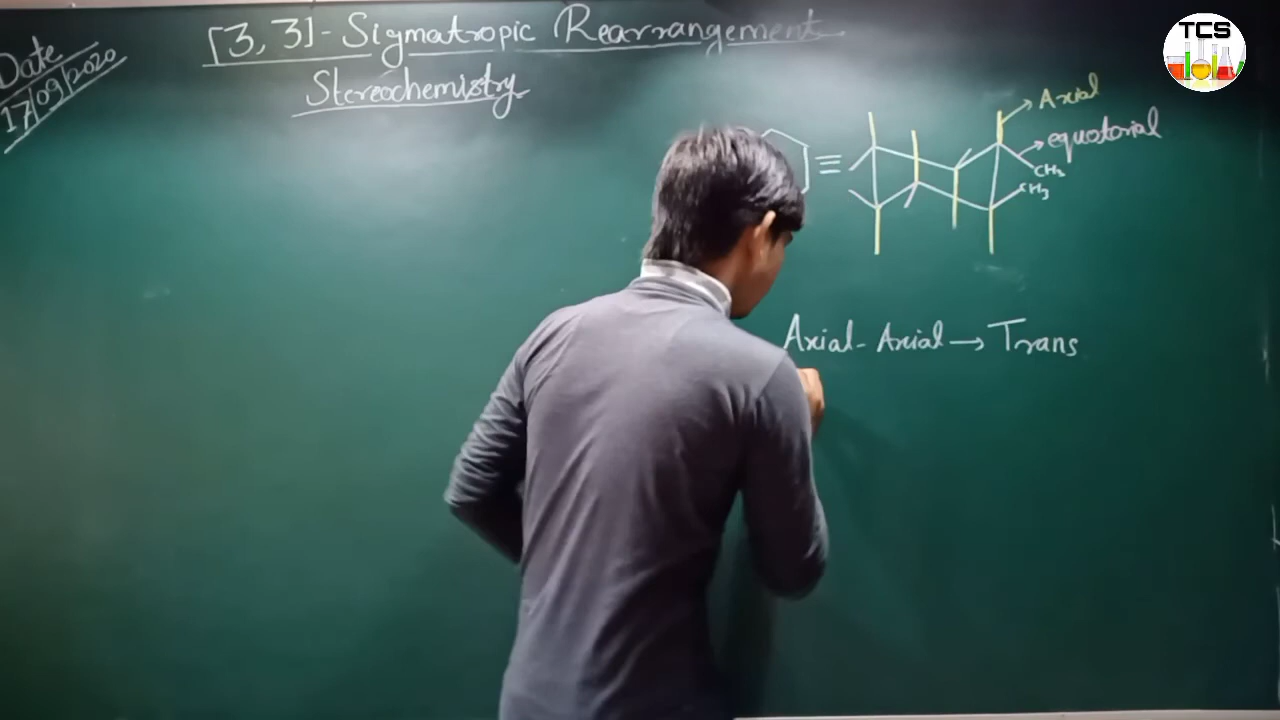 [3,3]-Sigmatropic Rearrangement
Stereochemistry
Date
17/09/2020
TCS
Axial
equatorial
CH₃
CH₃
Axial-Axial→Trans